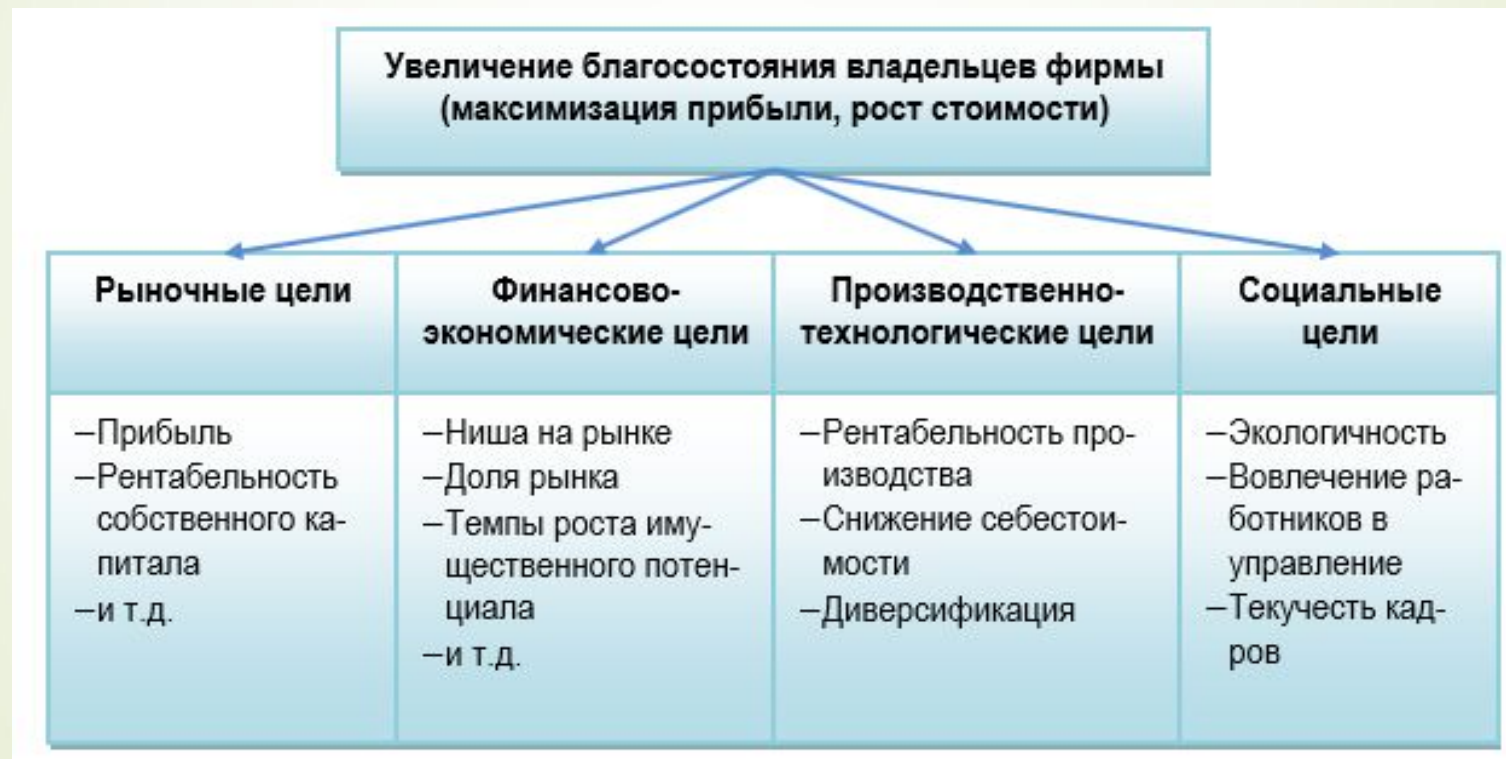 Увеличение благосостояния владельцев фирмы
(максимизация прибыли, рост стоимости)
Рыночные цели
–Прибыль
–Рентабельность
собственного ка-
питала
–и т.д.
Финансово-
экономические цели
–Ниша на рынке
–Доля рынка
–Темпы роста иму-
щественного потен-
циала
–и т.д.
Производственно-
технологические цели
–Рентабельность про-
изводства
–Снижение себестои-
мости
–Диверсификация
Социальные
цели
–Экологичность
–Вовлечение ра-
ботников в
управление
–Текучесть кад-
ров